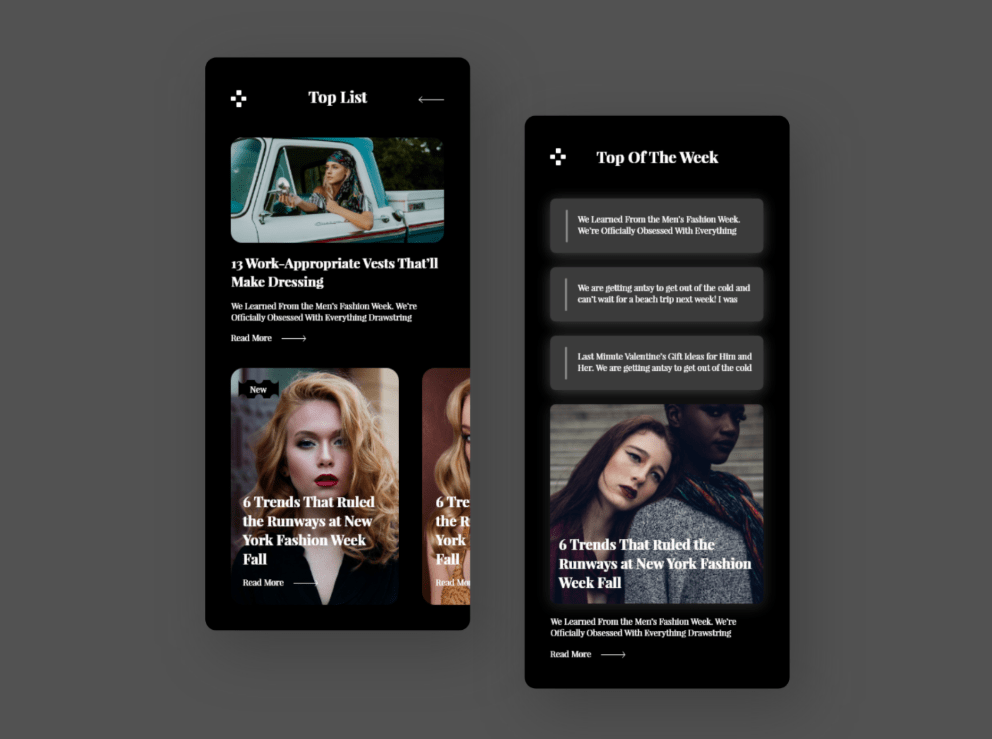 Top List
13 Work-Appropriate Vests That'll
Make Dressing
We Learned From the Men's Fashion Week. We're
Officially Obsessed With Everything Drawstring
Read More
New
6 Trends That Ruled
the Runways at New
York Fashion Week
Fall
Read More
6 Tre
the R
York
Fall
Read Mo
Top Of The Week
We Learned From the Men's Fashion Week.
We're Officially Obsessed With Everything
We are getting antsy to get out of the cold and
can't wait for a beach trip next week! I was
Last Minute Valentine's Gift Ideas for Him and
Her. We are getting antsy to get out of the cold
6 Trends That Ruled the
Runways at New York Fashion
Week Fall
We Learned From the Men's Fashion Week. We're
Officially Obsessed With Everything Drawstring
Read More